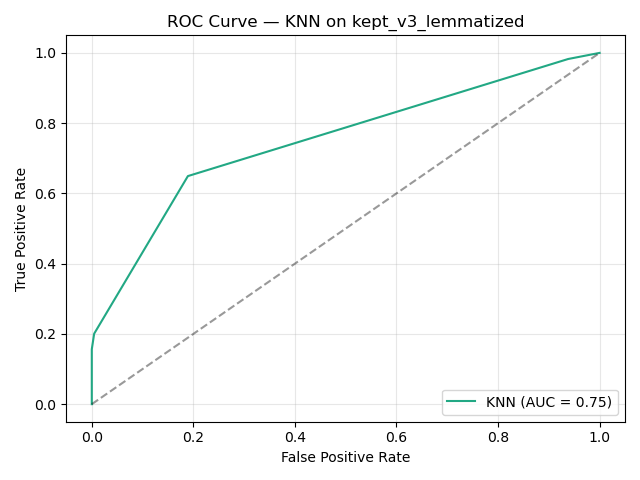 ROC Curve — KNN on kept_v3_lemmatized
True Positive Rate
1.0
0.8
0.6
0.4
0.2
0.0
0.0 0.2 0.4 0.6 0.8 1.0
False Positive Rate
KNN (AUC = 0.75)